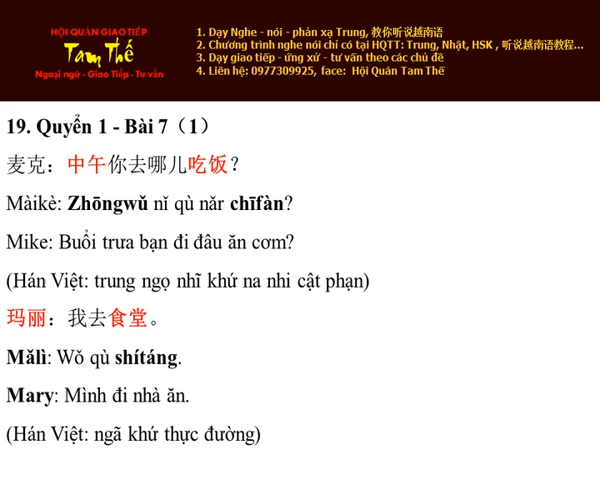 HỘI QUÁN GIAO TIẾP
Tam Thế
Ngoại ngữ - Giao Tiếp - Tư vấn
1. Dạy Nghe - nói - phản xạ Trung, 教你听说越南语
2. Chương trình nghe nói chỉ có tại HQTT: Trung, Nhật, HSK , 听说越南语教程...
3. Dạy giao tiếp - ứng xử - tư vấn theo các chủ đề
4. Liên hệ: 0977309925, face: Hội Quán Tam Thế
19. Quyển 1 - Bài 7（1）
麦克：中午你去哪儿吃饭？
Màikè: Zhōngwǔ nǐ qù nǎr chīfàn?
Mike: Buổi trưa bạn đi đâu ăn cơm?
(Hán Việt: trung ngọ nhĩ khứ na nhi cật phạn)
玛丽：我去食堂。
Mǎlì: Wǒ qù shítáng.
Mary: Mình đi nhà ăn.
(Hán Việt: ngã khứ thực đường)